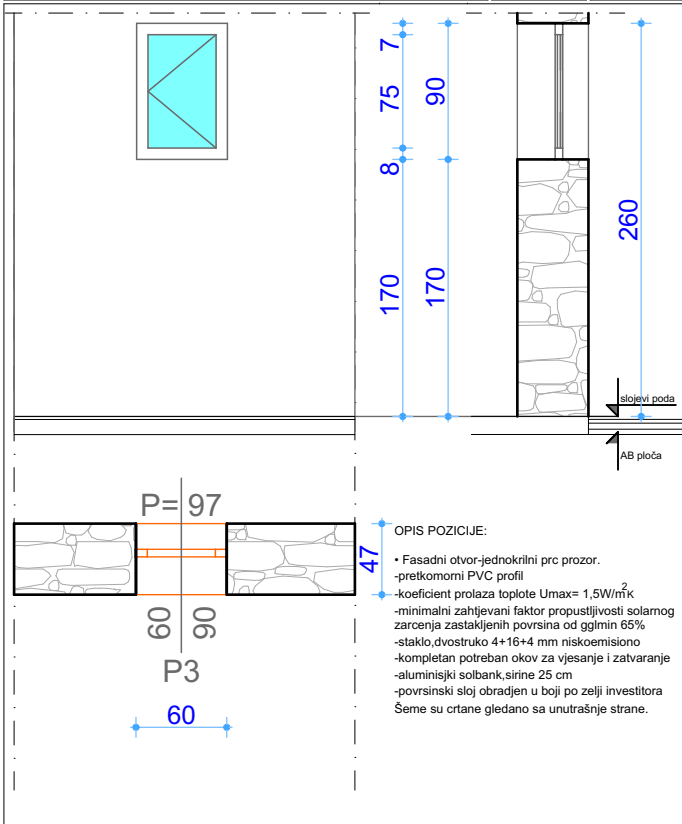 7
75
90
8
170
170
260
slojevi poda
AB ploča
P= 97
60
90
P3
60
47
OPIS POZICIJE:
• Fasadni otvor-jednokrilni prc prozor.
-pretkomorni PVC profil
-koeficient prolaza toplote Umax= 1,5W/m²K
-minimalni zahtjevani faktor propustljivosti solarnog
zarcenja zastakljenih povrsina od gglmin 65%
-staklo,dvostruko 4+16+4 mm niskoemisiono
-kompletan potreban okov za vjesanje i zatvaranje
-aluminisjki solbank,sirine 25 cm
-povrsinski sloj obradjen u boji po zelji investitora
Šeme su crtane gledano sa unutrašnje strane.